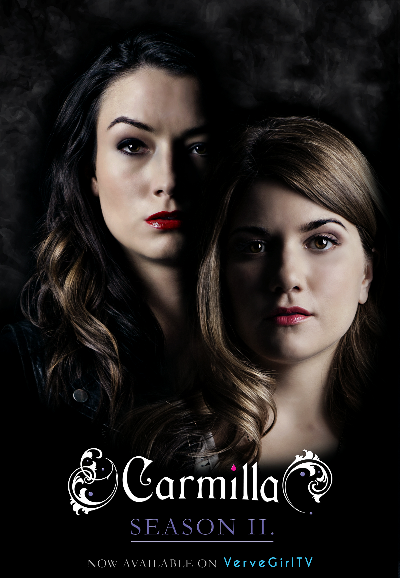 Carmilla
SEASON II.
NOW AVAILABLE ON VerveGirlTV